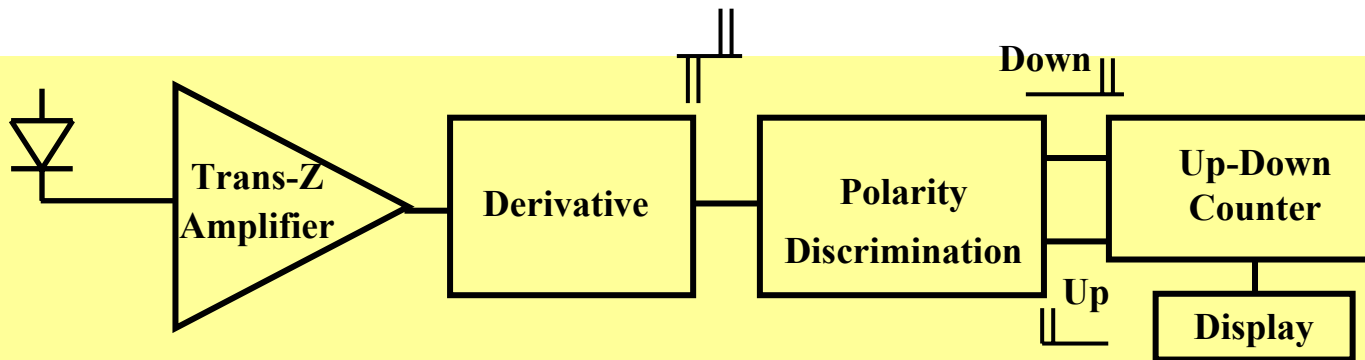 Down
Trans-Z
Amplifier
Derivative
Polarity
Discrimination
Up-Down
Counter
Up
Display